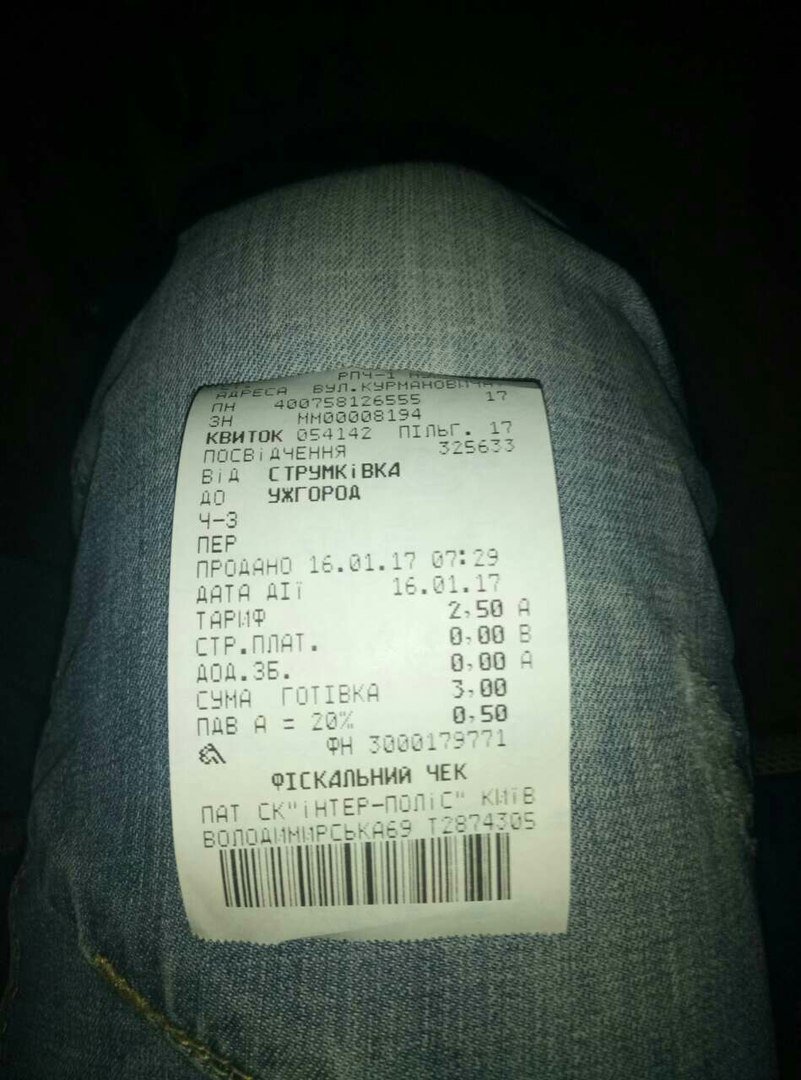 РПЧ-1
АДРЕСА ВУЛ.КУРМАНОВИЧА
ПН 400758126555 17
ЗН ММ00008194
КВИТОК 054142 ПІЛЬГ. 17
ПОСВіДЧЕННЯ 325633
ВіД СТРУМКіВКА
ДО УЖГОРОД
Ч-З
ПЕР
ПРОДАНО 16.01.17 07:29
ДАТА ДІЇ 16.01.17
ТАРИФ 2,50 А
СТР.ПЛАТ. 0,00 В
ДОД.ЗБ. 0,00 А
СУМА ГОТІВКА 3,00
ПДВ А = 20% 0,50
ФН 3000179771
ФІСКАЛЬНИЙ ЧЕК
ПАТ СК"іНТЕР-ПОЛіС" КИЇВ
ВОЛОДИМИРСЬКА69 Т2874305